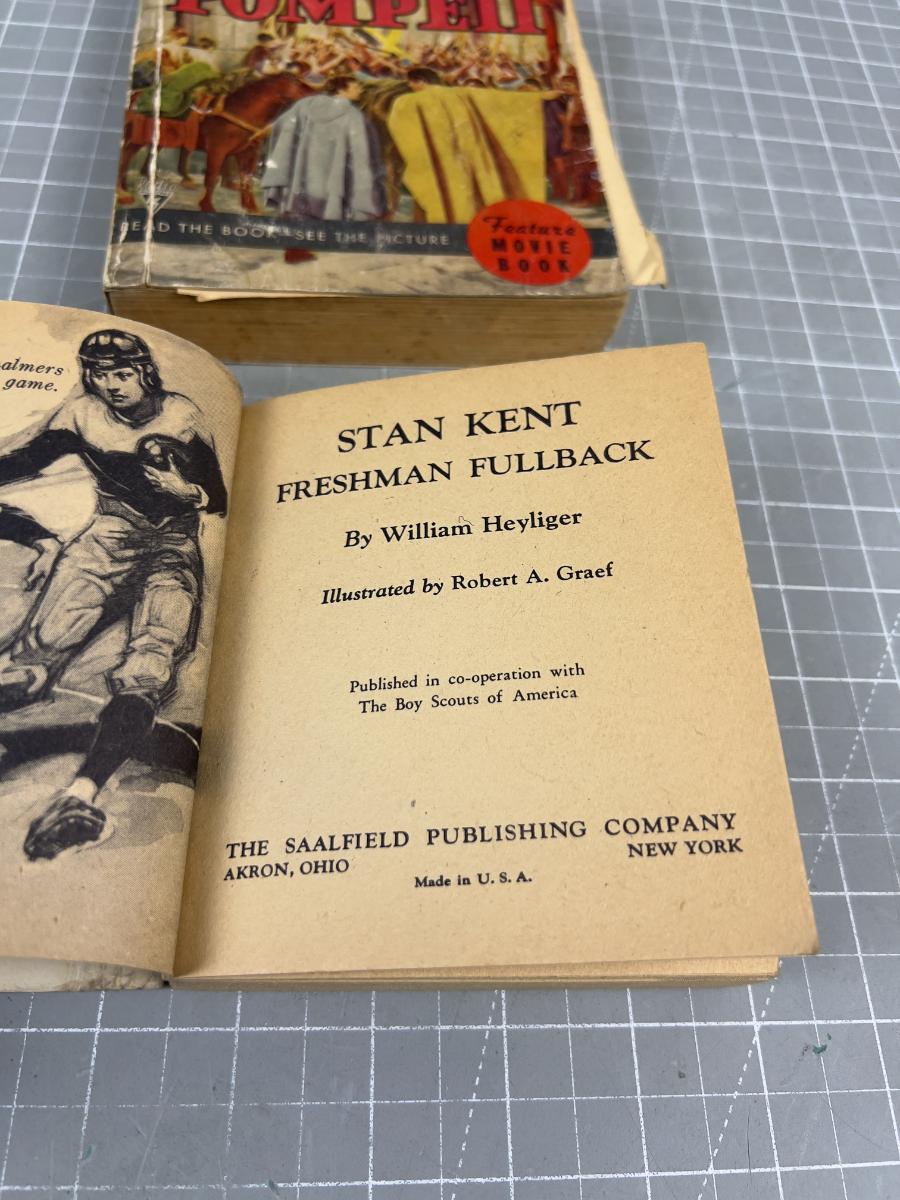 POMPEII
READ THE BOOK—SEE THE PICTURE
Feature
MOVIE
BOOK
game.
STAN KENT
FRESHMAN FULLBACK
By William Heyliger
Illustrated by Robert A. Graef
Published in co-operation with
The Boy Scouts of America
THE SAALFIELD PUBLISHING COMPANY
AKRON, OHIO NEW YORK
Made in U. S. A.